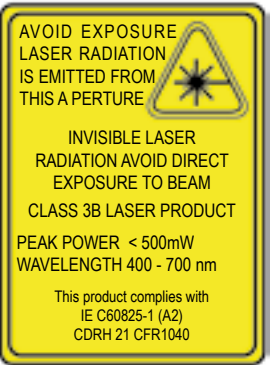 AVOID EXPOSURE
LASER RADIATION
IS EMITTED FROM
THIS A PERTURE
INVISIBLE LASER
RADIATION AVOID DIRECT
EXPOSURE TO BEAM
CLASS 3B LASER PRODUCT
PEAK POWER < 500mW
WAVELENGTH 400 - 700 nm
This product complies with
IE C60825-1 (A2)
CDRH 21 CFR1040